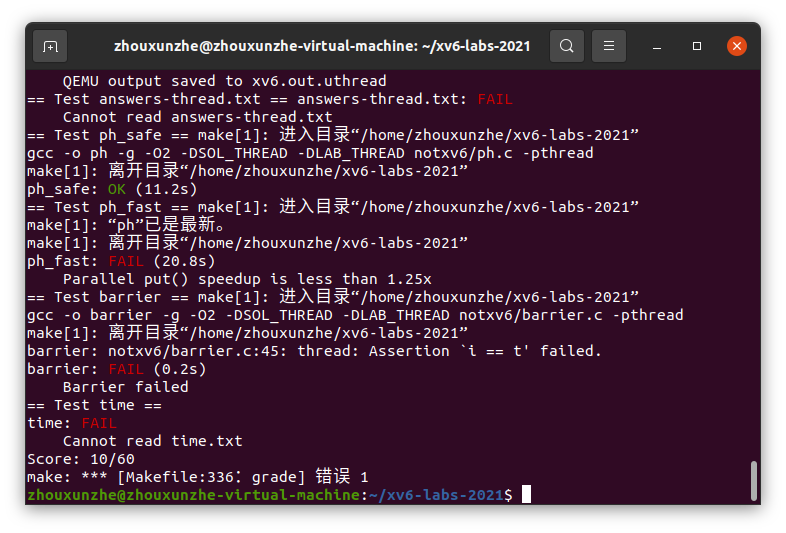 zhouxunzhe@zhouxunzhe-virtual-machine: ~/xv6-labs-2021
QEMU output saved to xv6.out.uthread
== Test answers-thread.txt == answers-thread.txt: FAIL
Cannot read answers-thread.txt
== Test ph_safe == make[1]: 进入目录“/home/zhouxunzhe/xv6-labs-2021”
gcc -o ph -g -O2 -DSOL_THREAD -DLAB_THREAD notxv6/ph.c -pthread
make[1]: 离开目录“/home/zhouxunzhe/xv6-labs-2021”
ph_safe: OK (11.2s)
== Test ph_fast == make[1]: 进入目录“/home/zhouxunzhe/xv6-labs-2021”
make[1]: “ph”已是最新。
make[1]: 离开目录“/home/zhouxunzhe/xv6-labs-2021”
ph_fast: FAIL (20.8s)
Parallel put() speedup is less than 1.25x
== Test barrier == make[1]: 进入目录“/home/zhouxunzhe/xv6-labs-2021”
gcc -o barrier -g -O2 -DSOL_THREAD -DLAB_THREAD notxv6/barrier.c -pthread
make[1]: 离开目录“/home/zhouxunzhe/xv6-labs-2021”
barrier: notxv6/barrier.c:45: thread: Assertion `i == t' failed.
barrier: FAIL (0.2s)
Barrier failed
== Test time ==
time: FAIL
Cannot read time.txt
Score: 10/60
make: *** [Makefile:336：grade] 错误 1
zhouxunzhe@zhouxunzhe-virtual-machine:~/xv6-labs-2021$